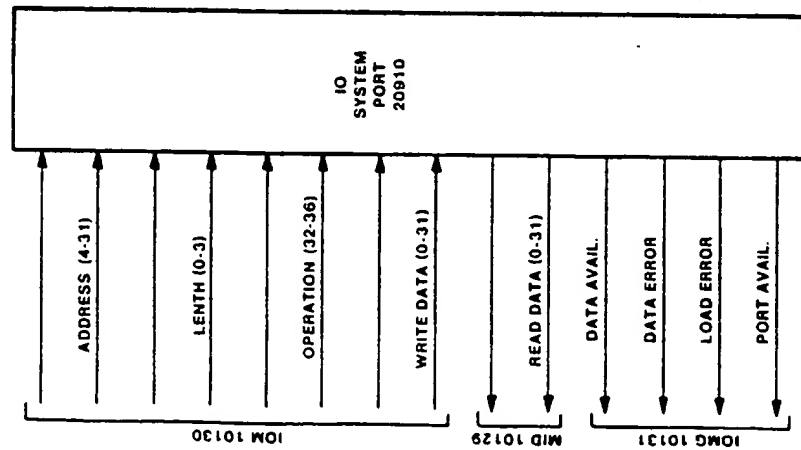 IO
SYSTEM
PORT
20910
ADDRESS (4-31)
LENTH (0-3)
OPERATION (32-36)
WRITE DATA (0-31)
READ DATA (0-31)
DATA AVAIL.
DATA ERROR
LOAD ERROR
PORT AVAIL.
IOM 10130
MID 10129
IOMC 10131